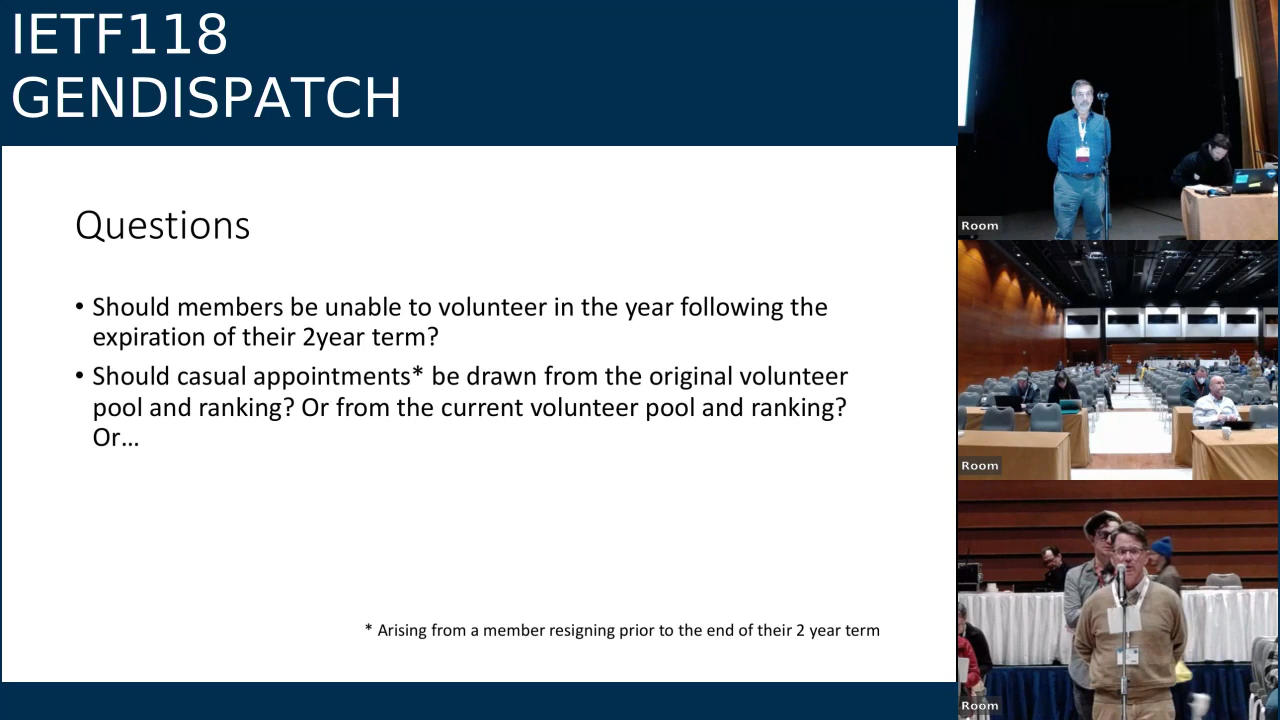 IETF118
GENDISPATCH
Questions
• Should members be unable to volunteer in the year following the
expiration of their 2year term?
• Should casual appointments* be drawn from the original volunteer
pool and ranking? Or from the current volunteer pool and ranking?
Or…
* Arising from a member resigning prior to the end of their 2 year term
Room
Room
Room